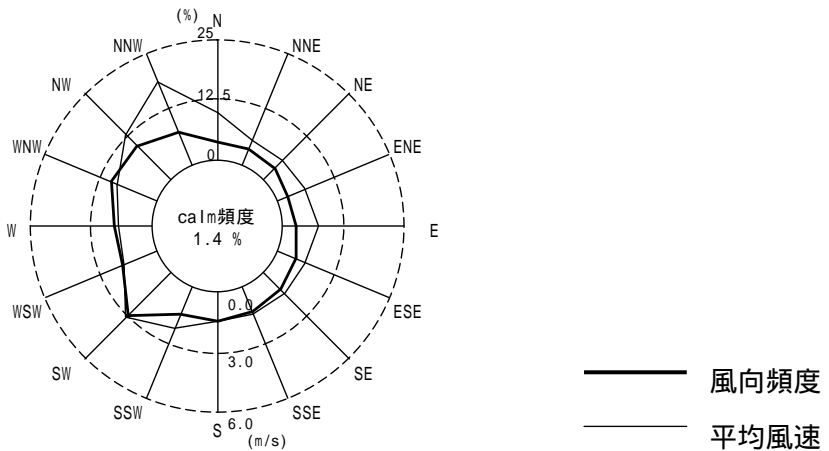 (%)
N
25
NNW
NNE
NW
NE
12.5
WNW
ENE
0
calm頻度
1.4 %
W
E
WSW
ESE
0.0
SW
SE
3.0
SSW
SSE
S
6.0
(m/s)
風向頻度
平均風速